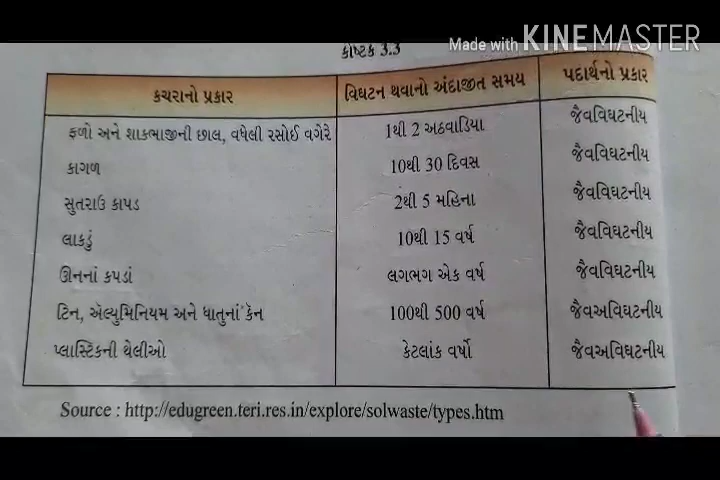 Made with KINEMASTER
કોષ્ટક 3.3
કચરાનો પ્રકાર વિઘટન થવાનો અંદાજીત સમય પદાર્થનો પ્રકાર
ફળો અને શાકભાજીની છાલ, વધેલી રસોઈ વગેરે 1થી 2 અઠવાડિયા જૈવવિઘટનીય
કાગળ 10થી 30 દિવસ જૈવવિઘટનીય
સુતરાઉ કાપડ 2થી 5 મહિના જૈવવિઘટનીય
લાકડું 10થી 15 વર્ષ જૈવવિઘટનીય
ઊનનાં કપડાં લગભગ એક વર્ષ જૈવવિઘટનીય
ટિન, ઍલ્યુમિનિયમ અને ધાતુનાં કૅન 100થી 500 વર્ષ જૈવઅવિઘટનીય
પ્લાસ્ટિકની થેલીઓ કેટલાંક વર્ષો જૈવઅવિઘટનીય
Source : http://edugreen.teri.res.in/explore/solwaste/types.htm